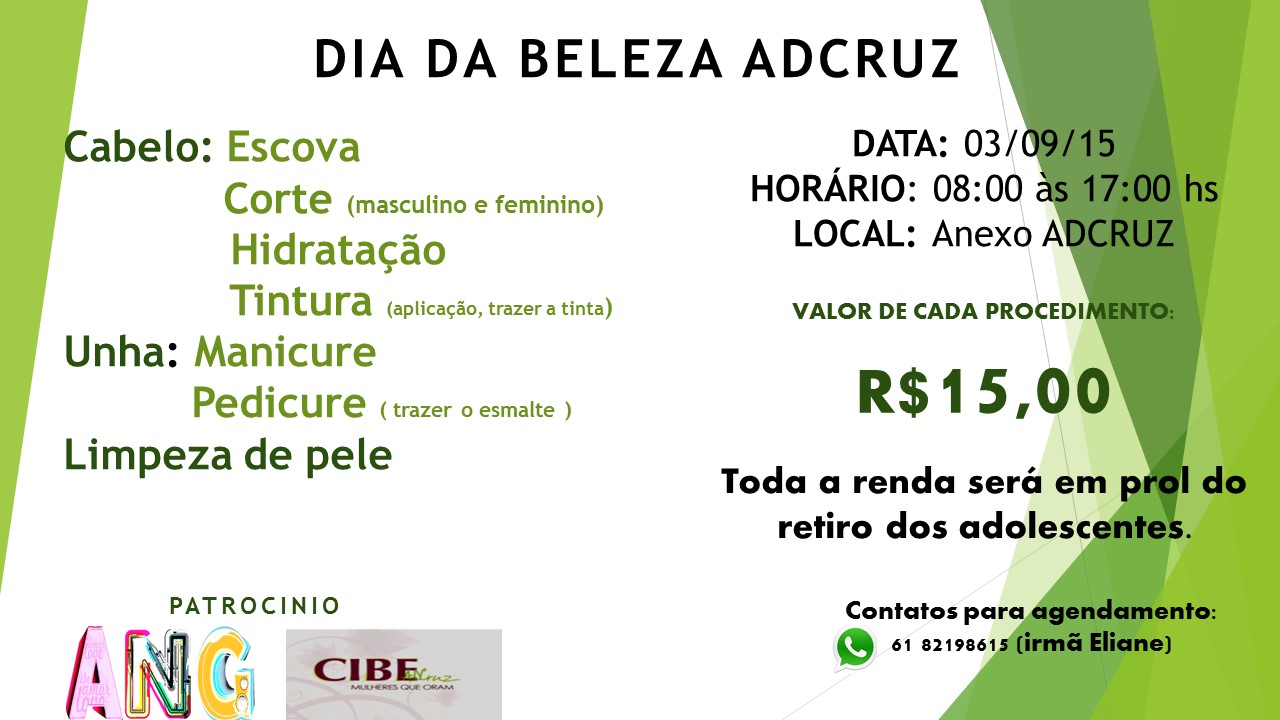 DIA DA BELEZA ADCRUZ
Cabelo: Escova
Corte (masculino e feminino)
Hidratação
Tintura (aplicação, trazer a tinta)
Unha: Manicure
Pedicure ( trazer o esmalte )
Limpeza de pele
DATA: 03/09/15
HORÁRIO: 08:00 às 17:00 hs
LOCAL: Anexo ADCRUZ
VALOR DE CADA PROCEDIMENTO:
R$15,00
Toda a renda será em prol do
retiro dos adolescentes.
PATROCINIO
ANG
CIBE
MULHERES QUE ORAM
Contatos para agendamento:
61 82198615 (irmã Eliane)